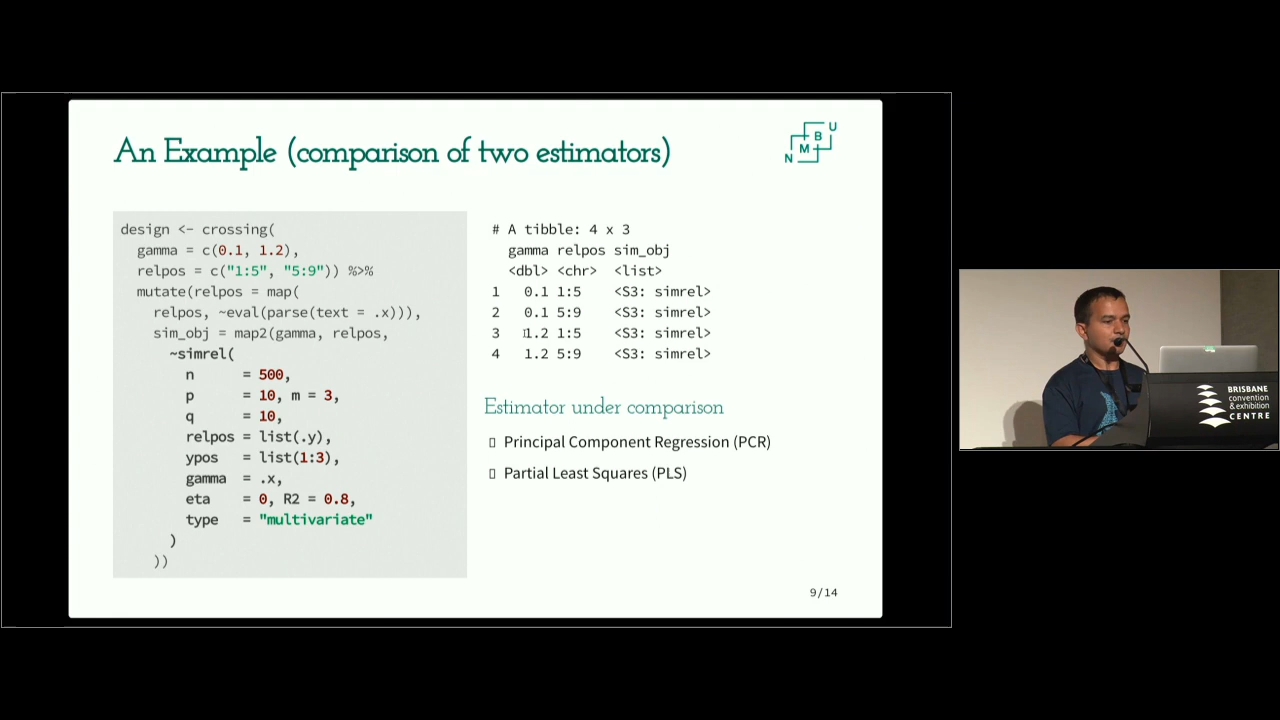 An Example (comparison of two estimators)
N M B U
design <- crossing(
gamma = c(0.1, 1.2),
relpos = c("1:5", "5:9")) %>%
mutate(relpos = map(
relpos, ~eval(parse(text = .x))),
sim_obj = map2(gamma, relpos,
~simrel(
n = 500,
p = 10, m = 3,
q = 10,
relpos = list(.y),
ypos = list(1:3),
gamma = .x,
eta = 0, R2 = 0.8,
type = "multivariate"
)
))
# A tibble: 4 x 3
gamma relpos sim_obj
<dbl> <chr> <list>
1 0.1 1:5 <S3: simrel>
2 0.1 5:9 <S3: simrel>
3 1.2 1:5 <S3: simrel>
4 1.2 5:9 <S3: simrel>
Estimator under comparison
Principal Component Regression (PCR)
Partial Least Squares (PLS)
9/14
BRISBANE
convention
& exhibition
CENTRE